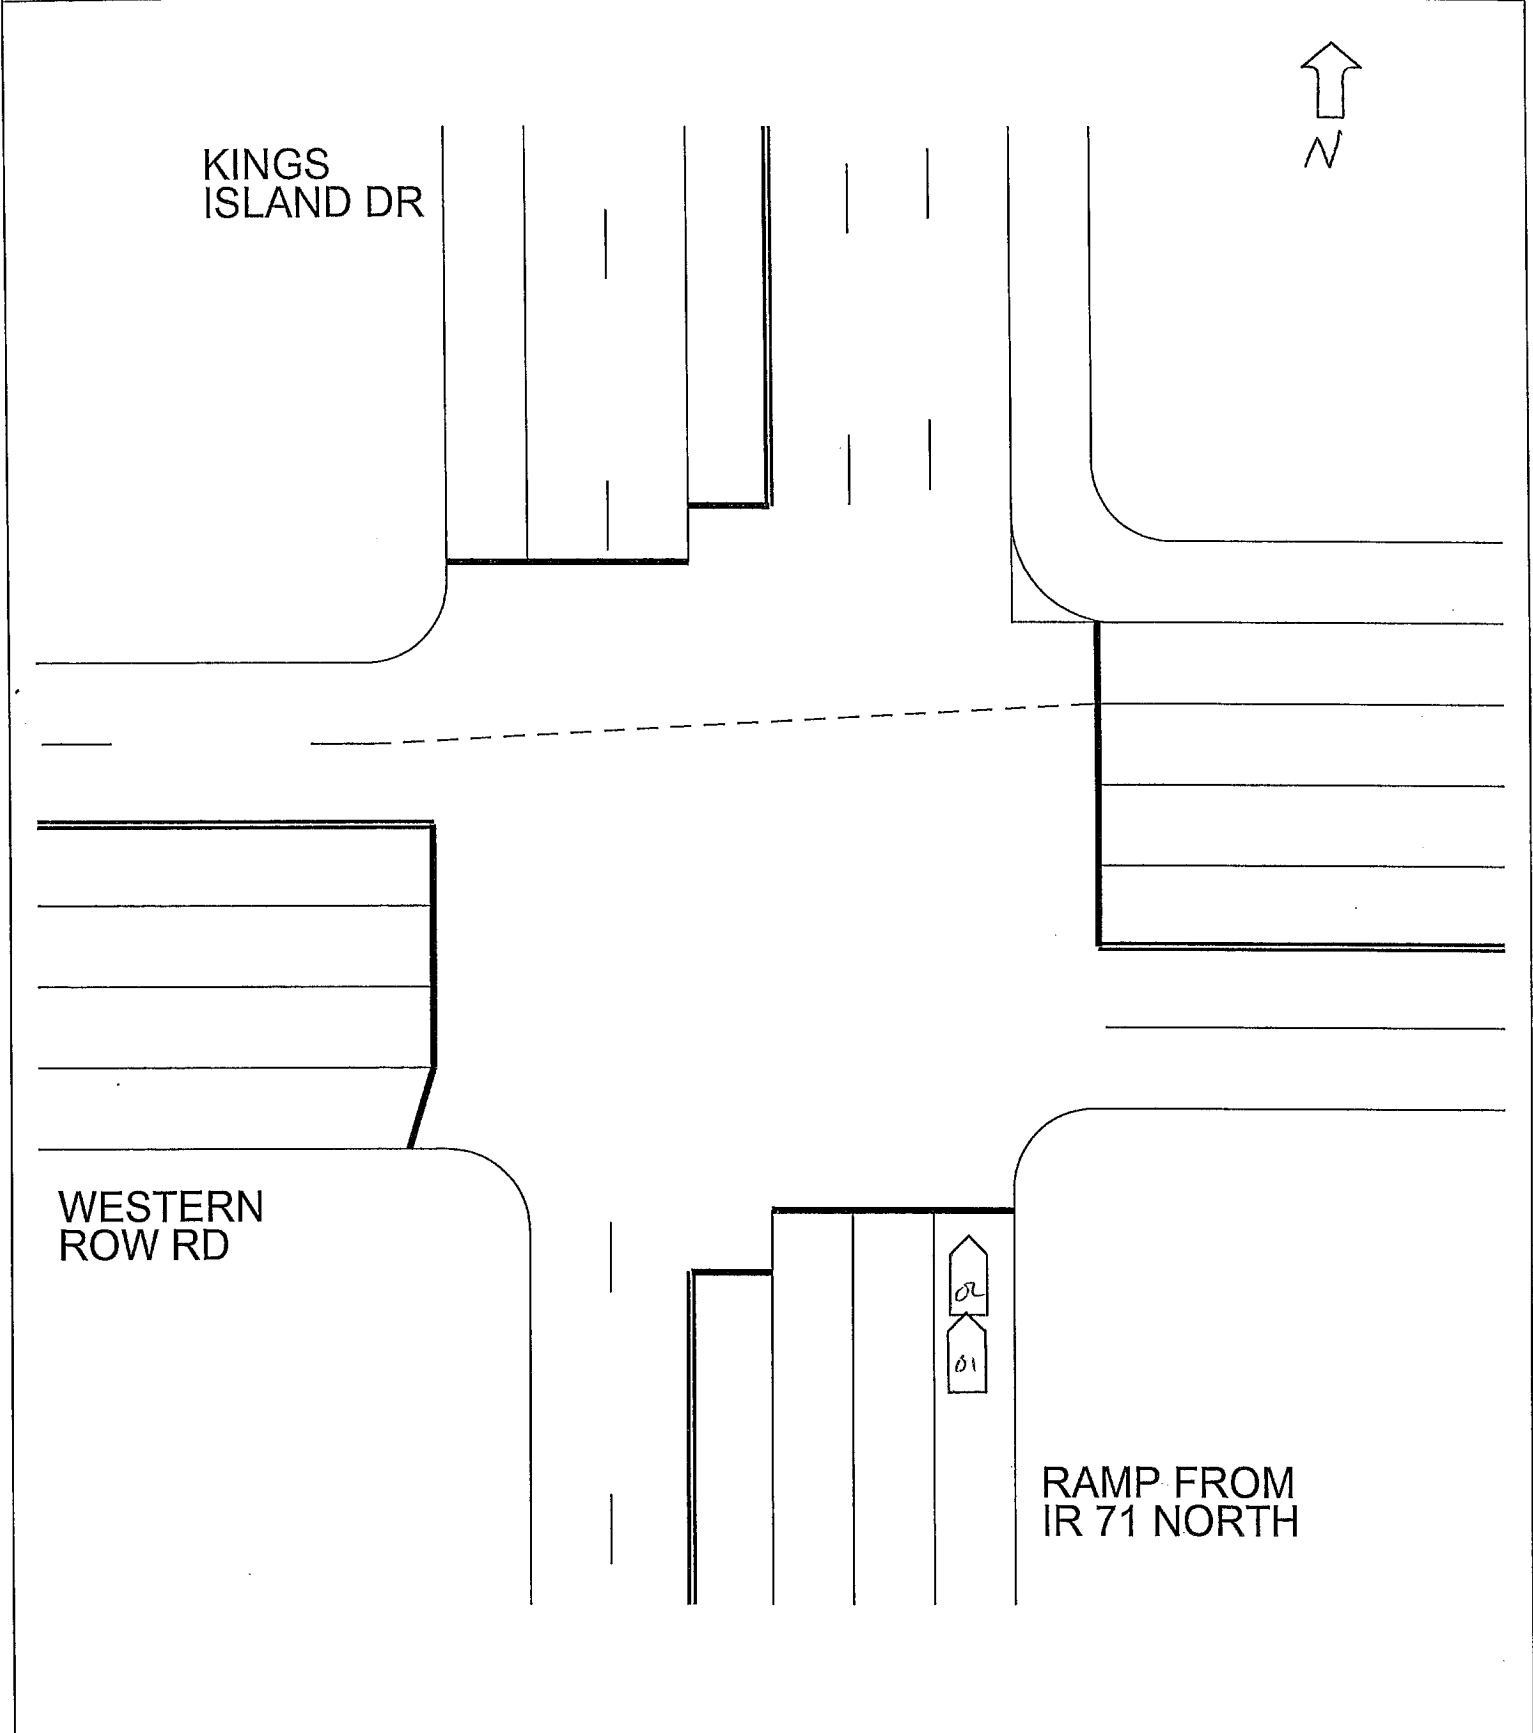 KINGS
ISLAND DR
N
WESTERN
ROW RD
02
01
RAMP FROM
IR 71 NORTH